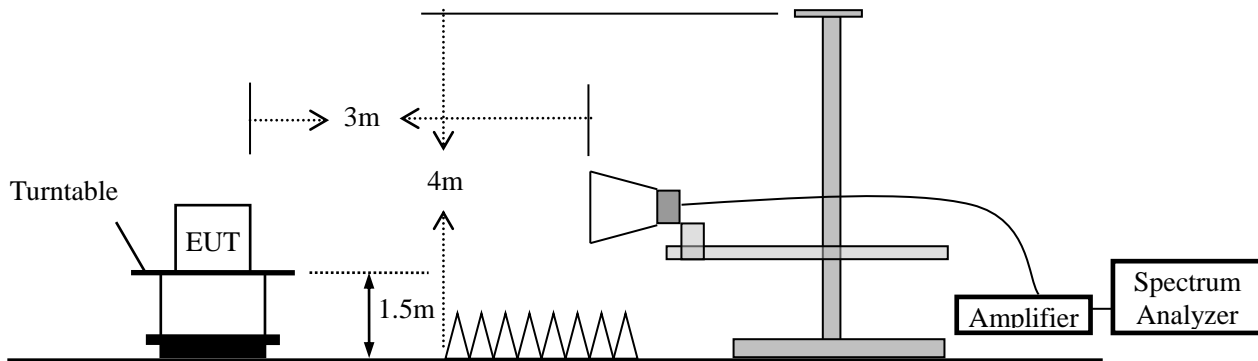 3m
4m
Turntable
EUT
1.5m
Spectrum
Analyzer
Amplifier